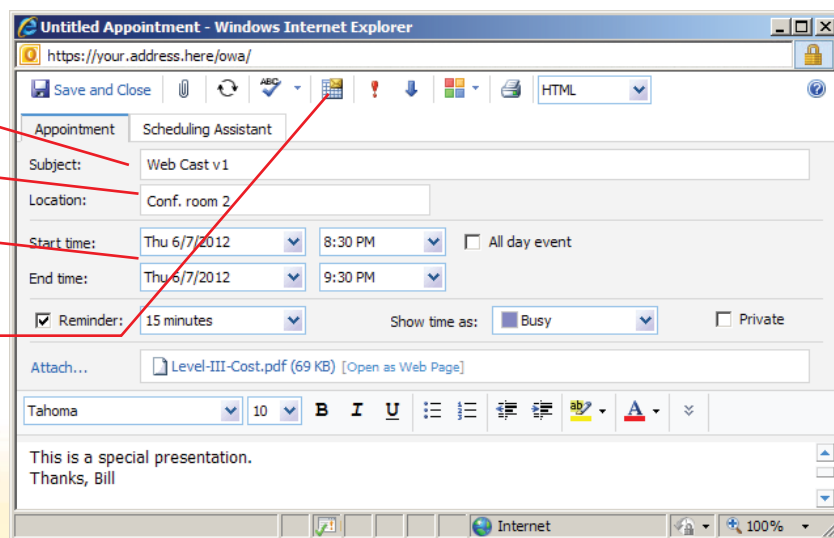 Untitled Appointment - Windows Internet Explorer
https://your.address.here/owa/
Save and Close ABC HTML
Appointment Scheduling Assistant
Subject: Web Cast v1
Location: Conf. room 2
Start time: Thu 6/7/2012 8:30 PM All day event
End time: Thu 6/7/2012 9:30 PM
Reminder: 15 minutes Show time as: Busy Private
Attach... Level-III-Cost.pdf (69 KB) [Open as Web Page]
Tahoma 10 B I U ab A
This is a special presentation.
Thanks, Bill
Internet 100%